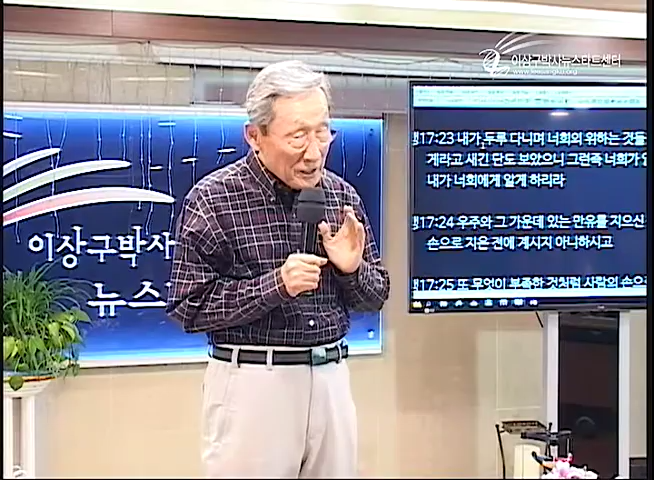 이상구박사뉴스타트센터
www.leesangku.org
이상구박사
뉴스
17:23 내가 두루 다니며 너희의 위하는 것들
게라고 새긴 단도 보았으니 그런즉 너희가
내가 너희에게 알게 하리라
17:24 우주와 그 가운데 있는 만유를 지으신
손으로 지은 전에 계시지 아니하시고
17:25 또 무엇이 부족한 것처럼 사람의 손으로